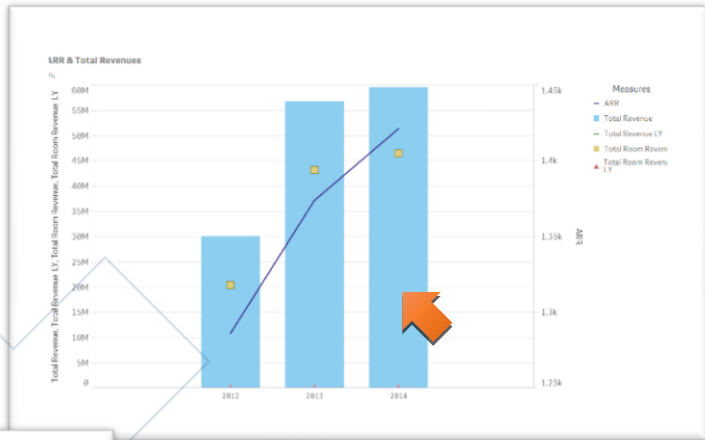 ARR & Total Revenues
Total Revenue, Total Room Revenue LY, Total Room Revenue, Total Revenue LY
60M
55M
50M
45M
40M
35M
30M
25M
20M
15M
10M
5M
0
2012
2013
2014
1.45k
1.4k
1.35k
1.3k
1.25k
ARR
Measures
ARR
Total Revenue
Total Revenue LY
Total Room Reven
Total Room Reven
LY